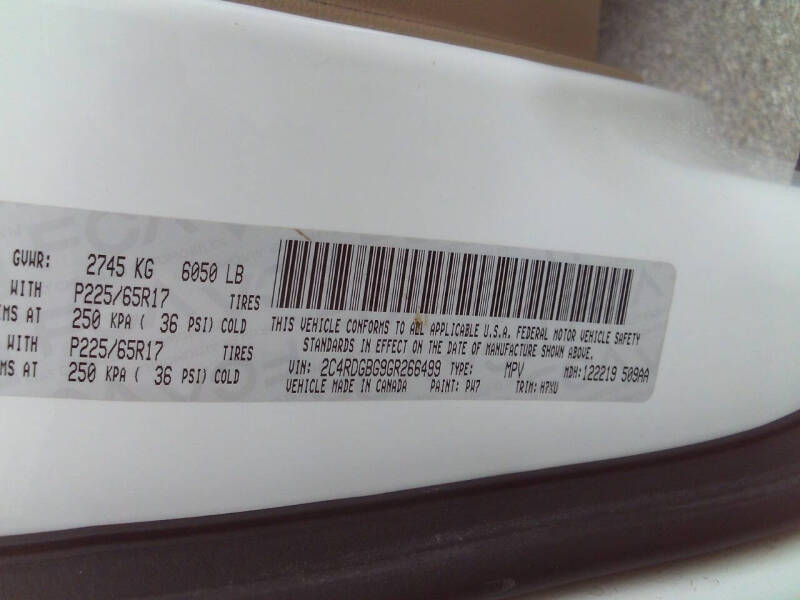 GVWR: 2745 KG 6050 LB
WITH P225/65R17 TIRES
MS AT 250 KPA ( 36 PSI) COLD
WITH P225/65R17 TIRES
MS AT 250 KPA ( 36 PSI) COLD
THIS VEHICLE CONFORMS TO ALL APPLICABLE U.S.A. FEDERAL MOTOR VEHICLE SAFETY
STANDARDS IN EFFECT ON THE DATE OF MANUFACTURE SHOWN ABOVE.
VIN: 2C4RDGBG9GR266499 TYPE: MPV MDH:122219 509AA
VEHICLE MADE IN CANADA PAINT: PW7 TRIM: H7XV